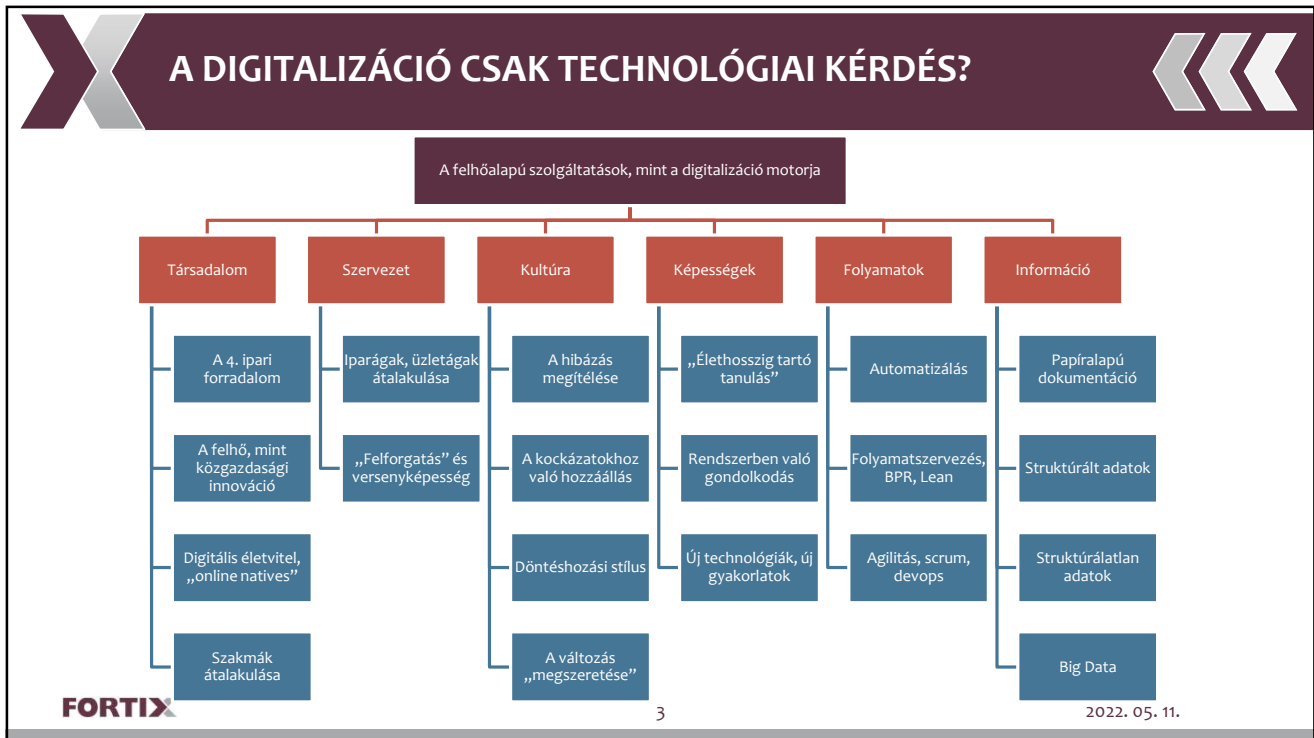 A DIGITALIZÁCIÓ CSAK TECHNOLÓGIAI KÉRDÉS?
A felhőalapú szolgáltatások, mint a digitalizáció motorja
Társadalom
A 4. ipari
forradalom
A felhő, mint
közgazdasági
innováció
Digitális életvitel,
„online natives”
Szakmák
átalakulása
Szervezet
Iparágak, üzletágak
átalakulása
„Felforgatás” és
versenyképesség
Kultúra
A hibázás
megítélése
A kockázatokhoz
való hozzáállás
Döntéshozási stílus
A változás
„megszeretése”
Képességek
„Élethosszig tartó
tanulás”
Rendszerben való
gondolkodás
Új technológiák, új
gyakorlatok
Folyamatok
Automatizálás
Folyamatszervezés,
BPR, Lean
Agilitás, scrum,
devops
Információ
Papíralapú
dokumentáció
Struktúrált adatok
Struktúrálatlan
adatok
Big Data
FORTIX
3
2022. 05. 11.